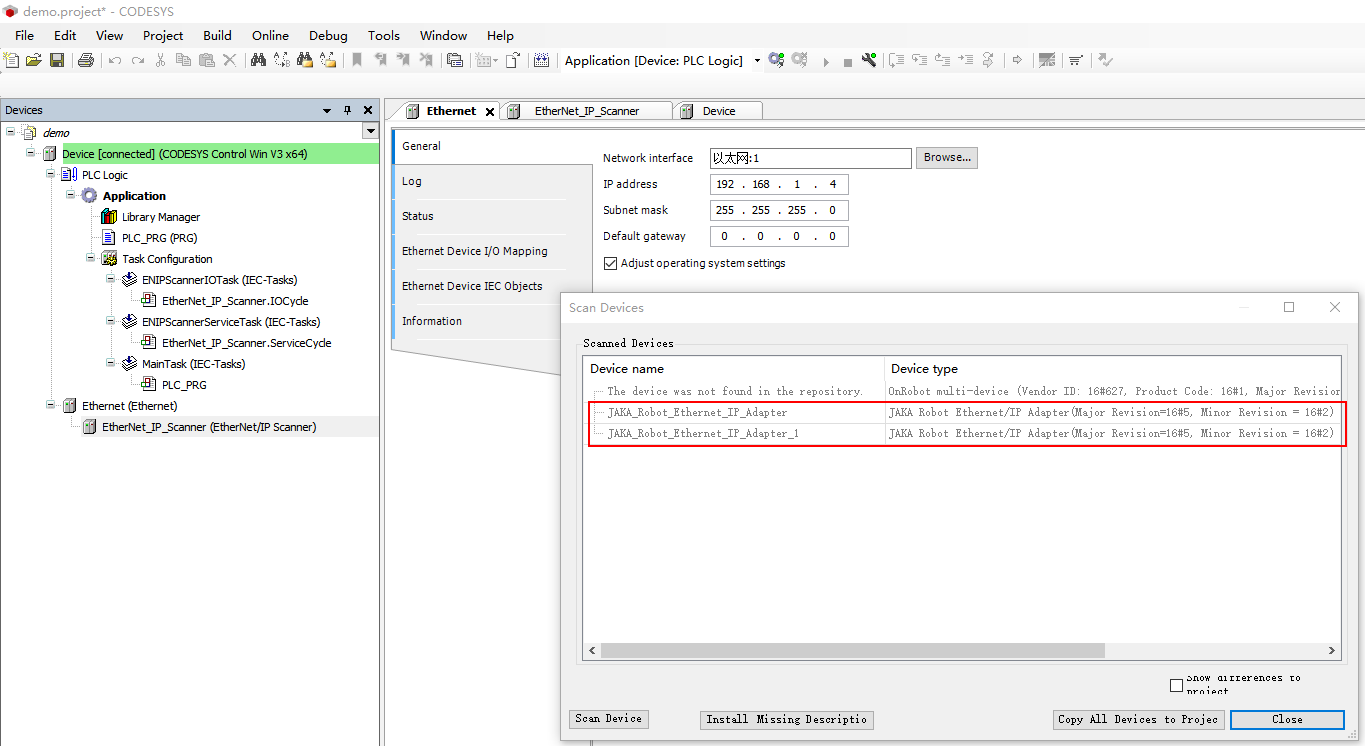 demo.project* - CODESYS
File Edit View Project Build Online Debug Tools Window Help
Application [Device: PLC Logic]
Devices
demo
Device [connected] (CODESYS Control Win V3 x64)
PLC Logic
Application
Library Manager
PLC_PRG (PRG)
Task Configuration
ENIPScannerIOTask (IEC-Tasks)
EtherNet_IP_Scanner.IOCycle
ENIPScannerServiceTask (IEC-Tasks)
EtherNet_IP_Scanner.ServiceCycle
MainTask (IEC-Tasks)
PLC_PRG
Ethernet (Ethernet)
EtherNet_IP_Scanner (EtherNet/IP Scanner)
Ethernet EtherNet_IP_Scanner Device
General
Log
Status
Ethernet Device I/O Mapping
Ethernet Device IEC Objects
Information
Network interface 以太网:1 Browse...
IP address 192 . 168 . 1 . 4
Subnet mask 255 . 255 . 255 . 0
Default gateway 0 . 0 . 0 . 0
Adjust operating system settings
Scan Devices
Scanned Devices
Device name Device type
The device was not found in the repository. OnRobot multi-device (Vendor ID: 16#627, Product Code: 16#1, Major Revision
JAKA_Robot_Ethernet_IP_Adapter JAKA Robot Ethernet/IP Adapter(Major Revision=16#5, Minor Revision = 16#2)
JAKA_Robot_Ethernet_IP_Adapter_1 JAKA Robot Ethernet/IP Adapter(Major Revision=16#5, Minor Revision = 16#2)
Show differences to
project
Scan Device Install Missing Descriptio Copy All Devices to Projec Close